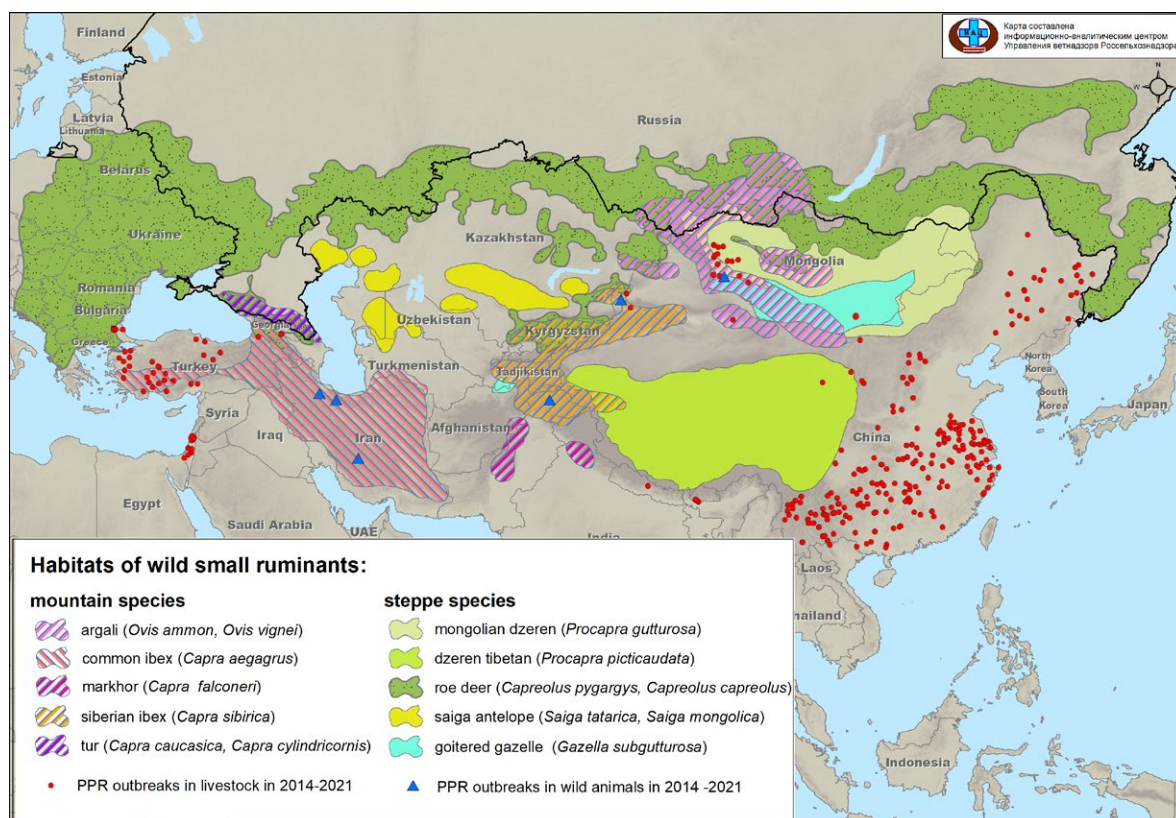 Карта составлена
информационно-аналитическим центром
Управления ветнадзора Россельхознадзора
ИАЦ
N
W
Finland
Estonia
Latvia
Lithuania
Belarus
Ukraine
Romania
Bulgaria
Greece
Russia
Kazakhstan
Mongolia
Georgia
Uzbekistan
Kyrgyzstan
Turkmenistan
Tadjikistan
Turkey
Syria
Iraq
Iran
Afghanistan
China
North
Korea
South
Korea
Japan
Egypt
Saudi Arabia
UAE
India
Laos
hailand
Indonesia
Habitats of wild small ruminants:
mountain species
argali (Ovis ammon, Ovis vignei)
common ibex (Capra aegagrus)
markhor (Capra falconeri)
siberian ibex (Capra sibirica)
tur (Capra caucasica, Capra cylindricornis)
PPR outbreaks in livestock in 2014-2021
steppe species
mongolian dzeren (Procapra gutturosa)
dzeren tibetan (Procapra picticaudata)
roe deer (Capreolus pygargys, Capreolus capreolus)
saiga antelope (Saiga tatarica, Saiga mongolica)
goitered gazelle (Gazella subgutturosa)
PPR outbreaks in wild animals in 2014 -2021